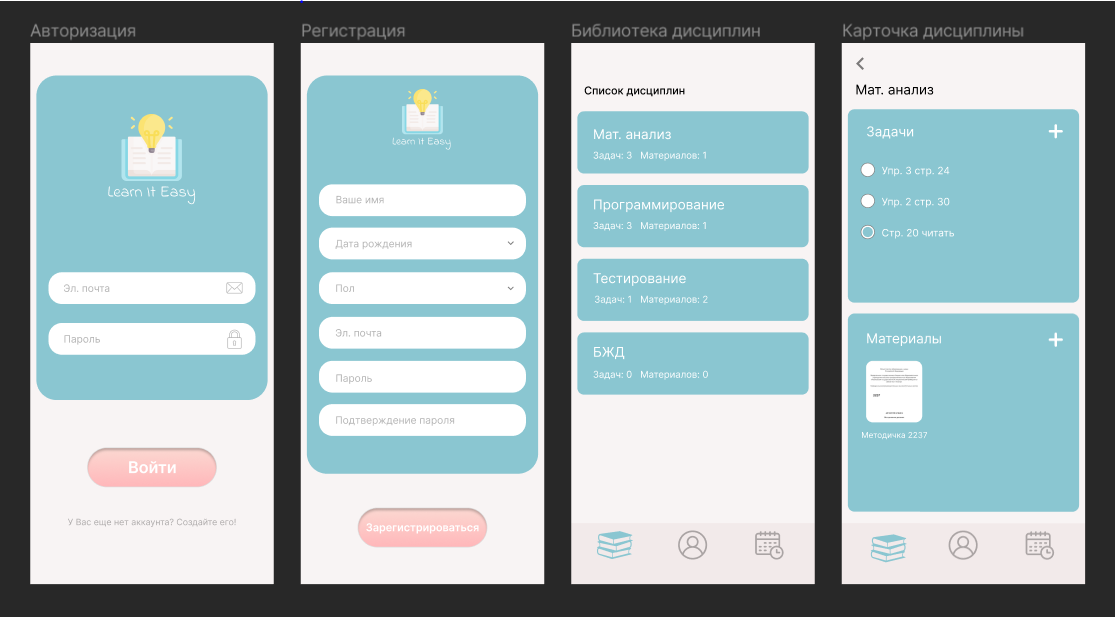 Авторизация
Learn it Easy
Эл. почта
Пароль
Войти
У Вас еще нет аккаунта? Создайте его!
Регистрация
Learn it Easy
Ваше имя
Дата рождения
Пол
Эл. почта
Пароль
Подтверждение пароля
Зарегистрироваться
Библиотека дисциплин
Список дисциплин
Мат. анализ
Задач: 3 Материалов: 1
Программирование
Задач: 3 Материалов: 1
Тестирование
Задач: 1 Материалов: 2
БЖД
Задач: 0 Материалов: 0
Карточка дисциплины
Мат. анализ
Задачи
Упр. 3 стр. 24
Упр. 2 стр. 30
Стр. 20 читать
Материалы
2237
Методичка 2237